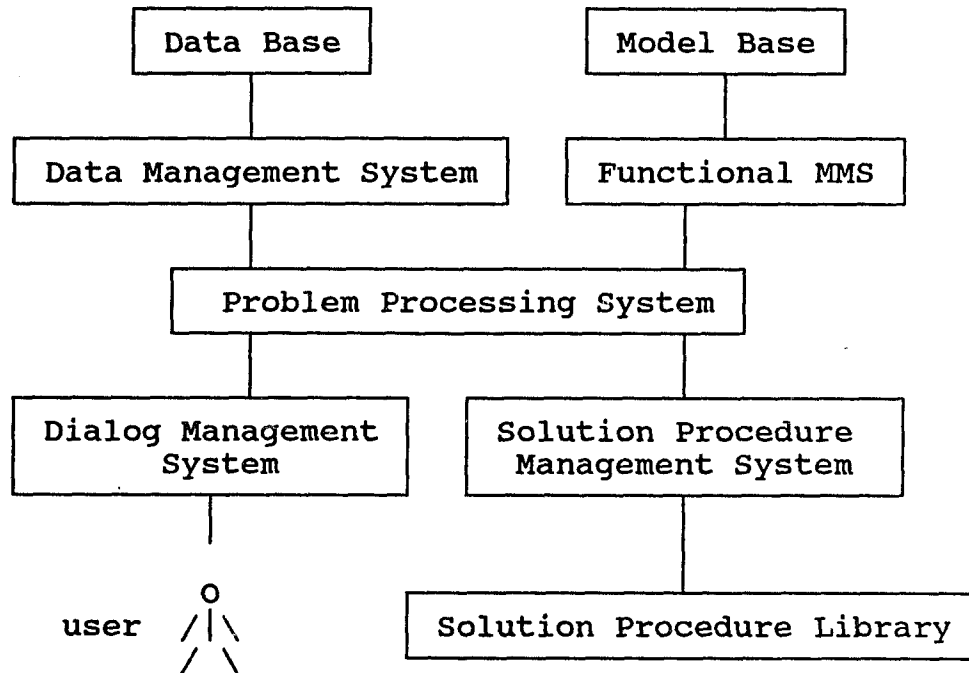 Data Base
Model Base
Data Management System
Functional MMS
Problem Processing System
Dialog Management
System
Solution Procedure
Management System
user
Solution Procedure Library